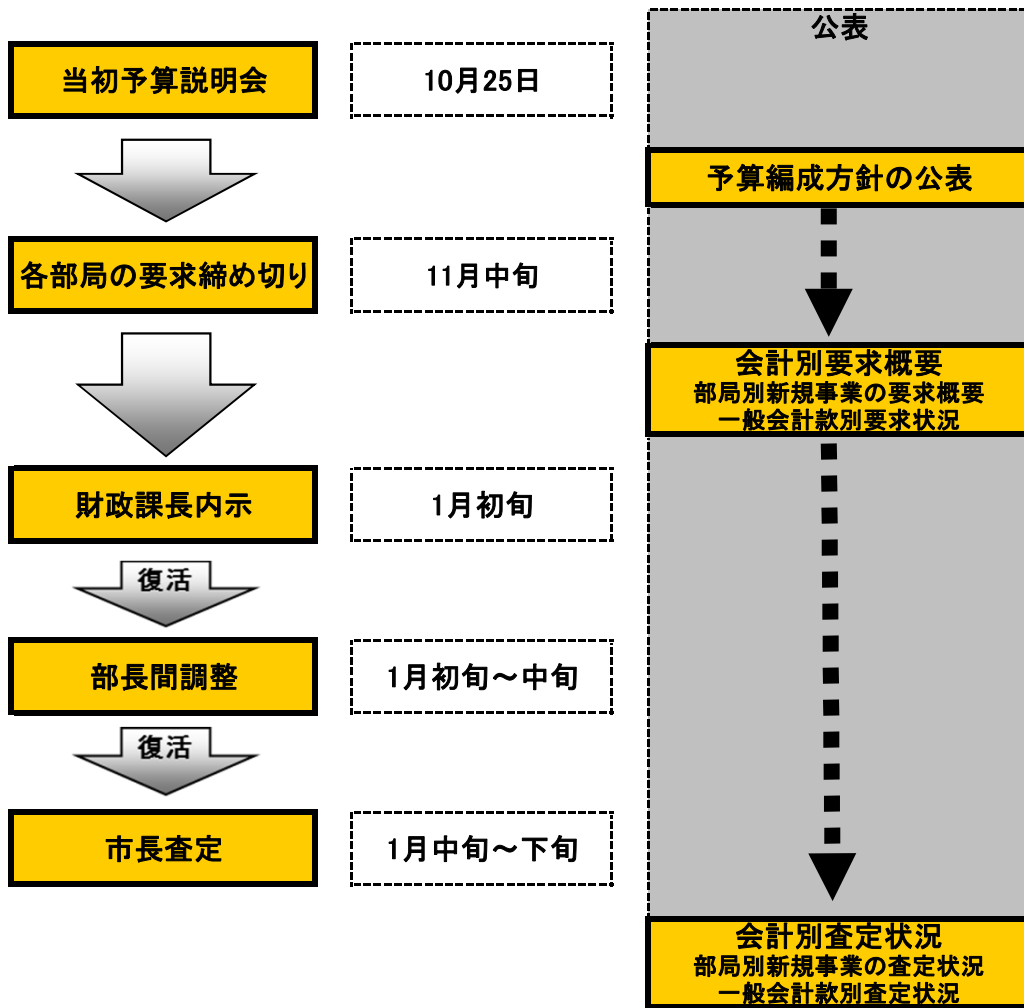 公表
当初予算説明会
10月25日
予算編成方針の公表
各部局の要求締め切り
11月中旬
会計別要求概要
部局別新規事業の要求概要
一般会計款別要求状況
財政課長内示
1月初旬
復活
部長間調整
1月初旬～中旬
復活
市長査定
1月中旬～下旬
会計別査定状況
部局別新規事業の査定状況
一般会計款別査定状況